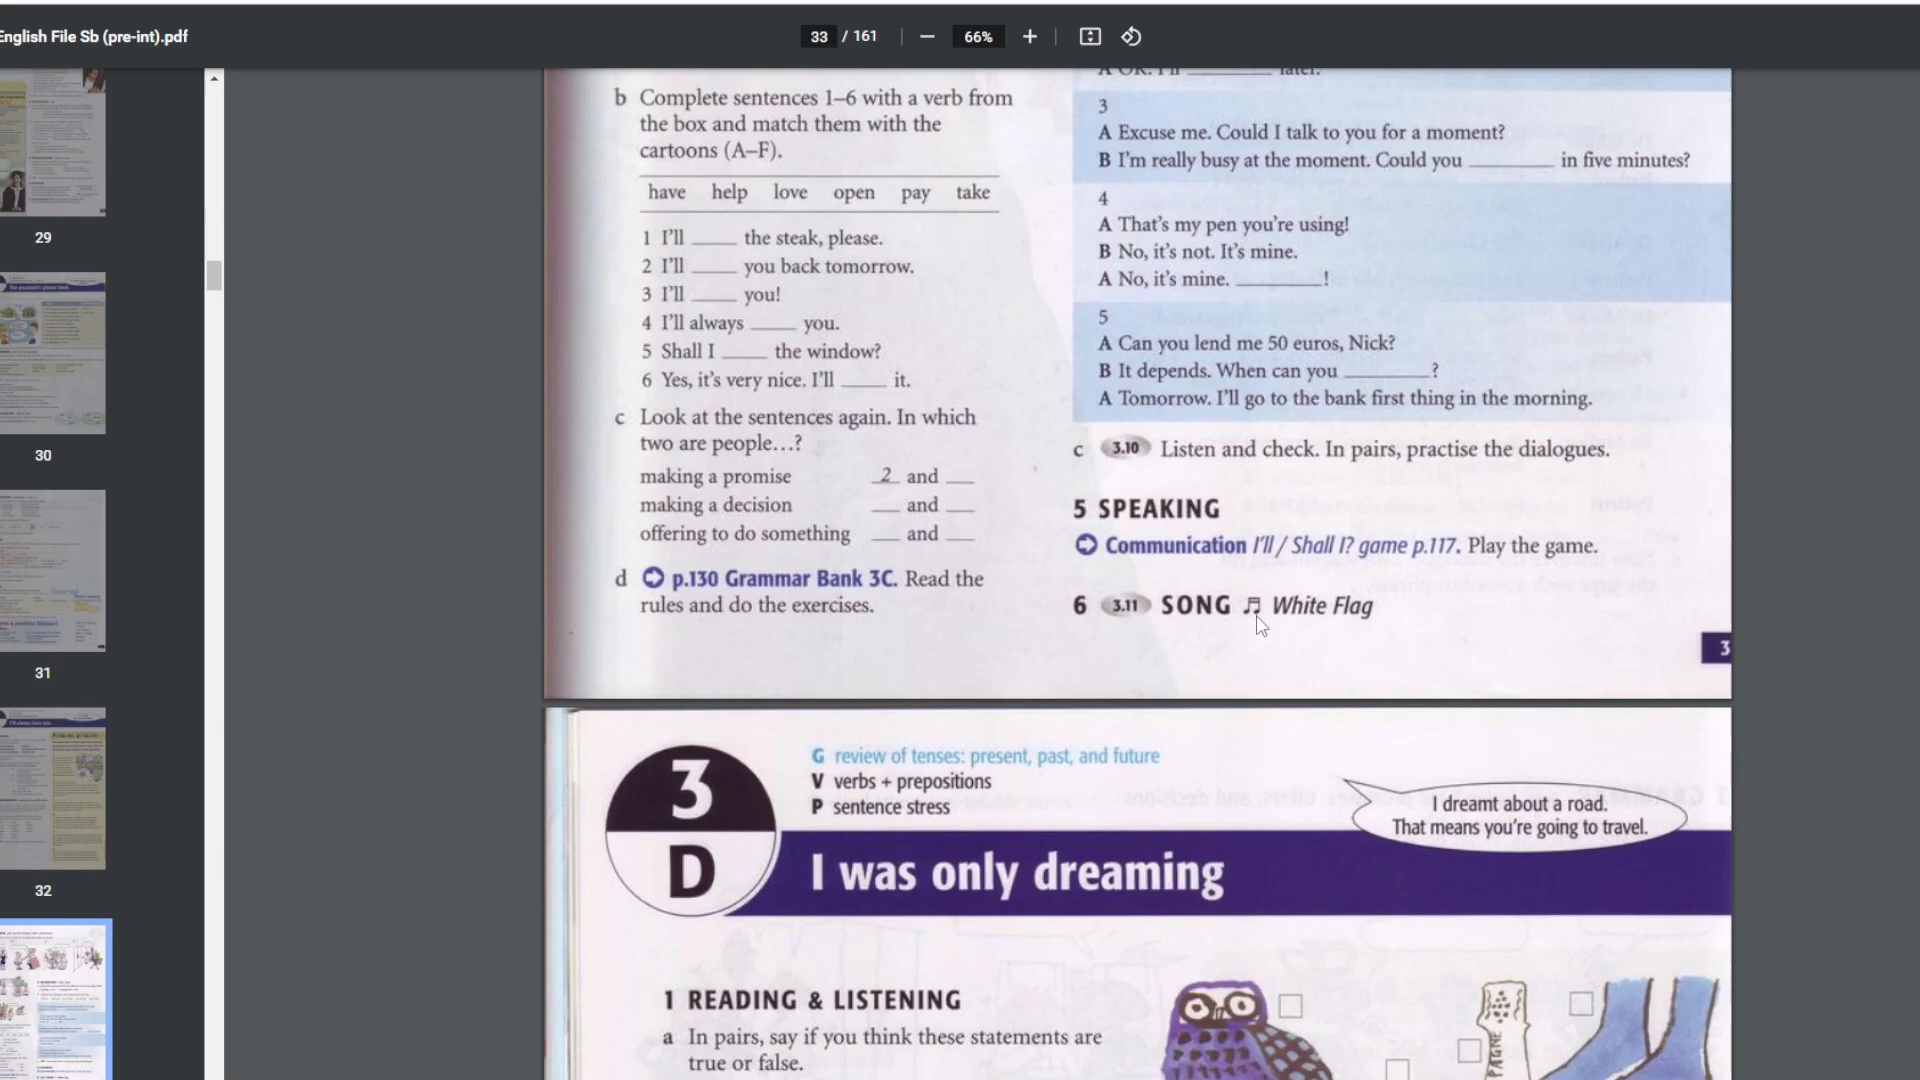 English File Sb (pre-int).pdf
33 / 161
66%
29
30
31
32
b Complete sentences 1–6 with a verb from
the box and match them with the
cartoons (A–F).
have help love open pay take
1 I'll ____ the steak, please.
2 I'll ____ you back tomorrow.
3 I'll ____ you!
4 I'll always ____ you.
5 Shall I ____ the window?
6 Yes, it's very nice. I'll ____ it.
c Look at the sentences again. In which
two are people…?
making a promise 2 and ___
making a decision ___ and ___
offering to do something ___ and ___
d p.130 Grammar Bank 3C. Read the
rules and do the exercises.
A OK. I'll ________ later.
3
A Excuse me. Could I talk to you for a moment?
B I'm really busy at the moment. Could you ________ in five minutes?
4
A That's my pen you're using!
B No, it's not. It's mine.
A No, it's mine. ________!
5
A Can you lend me 50 euros, Nick?
B It depends. When can you ________?
A Tomorrow. I'll go to the bank first thing in the morning.
c 3.10 Listen and check. In pairs, practise the dialogues.
5 SPEAKING
Communication I'll / Shall I? game p.117. Play the game.
6 3.11 SONG ♬ White Flag
3
3
D
G review of tenses: present, past, and future
V verbs + prepositions
P sentence stress
I dreamt about a road.
That means you're going to travel.
I was only dreaming
1 READING & LISTENING
a In pairs, say if you think these statements are
true or false.